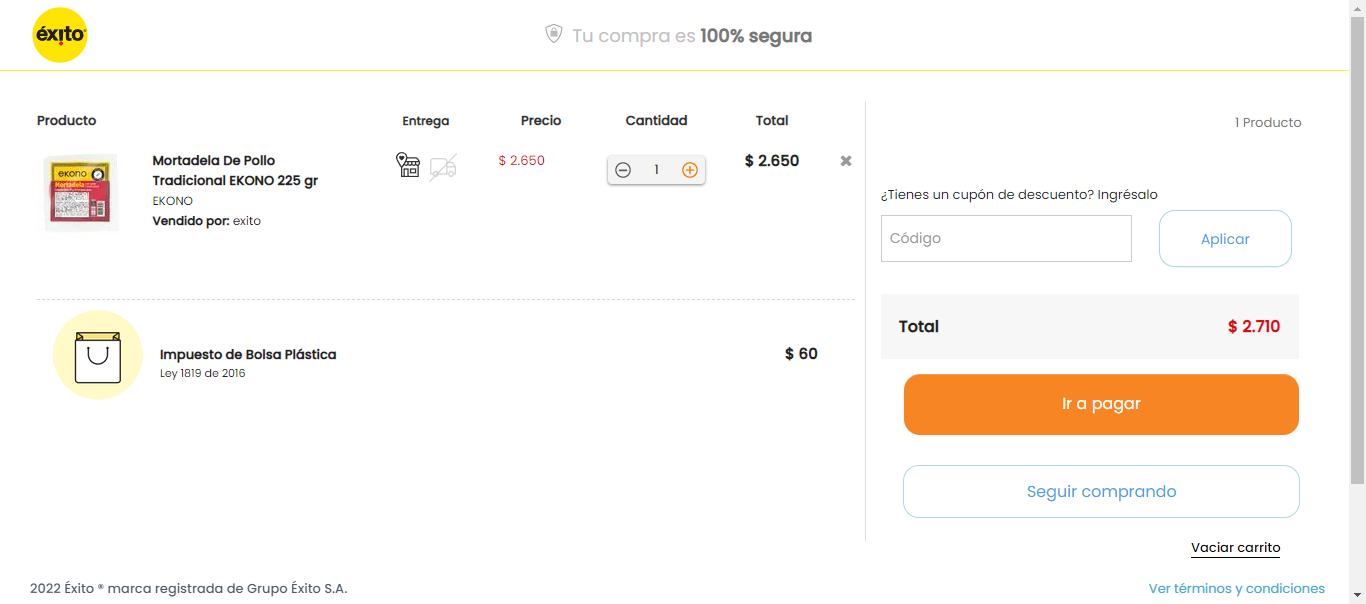 éxito
Tu compra es 100% segura
Producto
Entrega
Precio
Cantidad
Total
1 Producto
ekono
Mortadela
Mortadela De Pollo
Tradicional EKONO 225 gr
EKONO
Vendido por: exito
$ 2.650
1
$ 2.650
¿Tienes un cupón de descuento? Ingrésalo
Código
Aplicar
Total
$ 2.710
Impuesto de Bolsa Plástica
Ley 1819 de 2016
$ 60
Ir a pagar
Seguir comprando
Vaciar carrito
2022 Éxito ® marca registrada de Grupo Éxito S.A.
Ver términos y condiciones